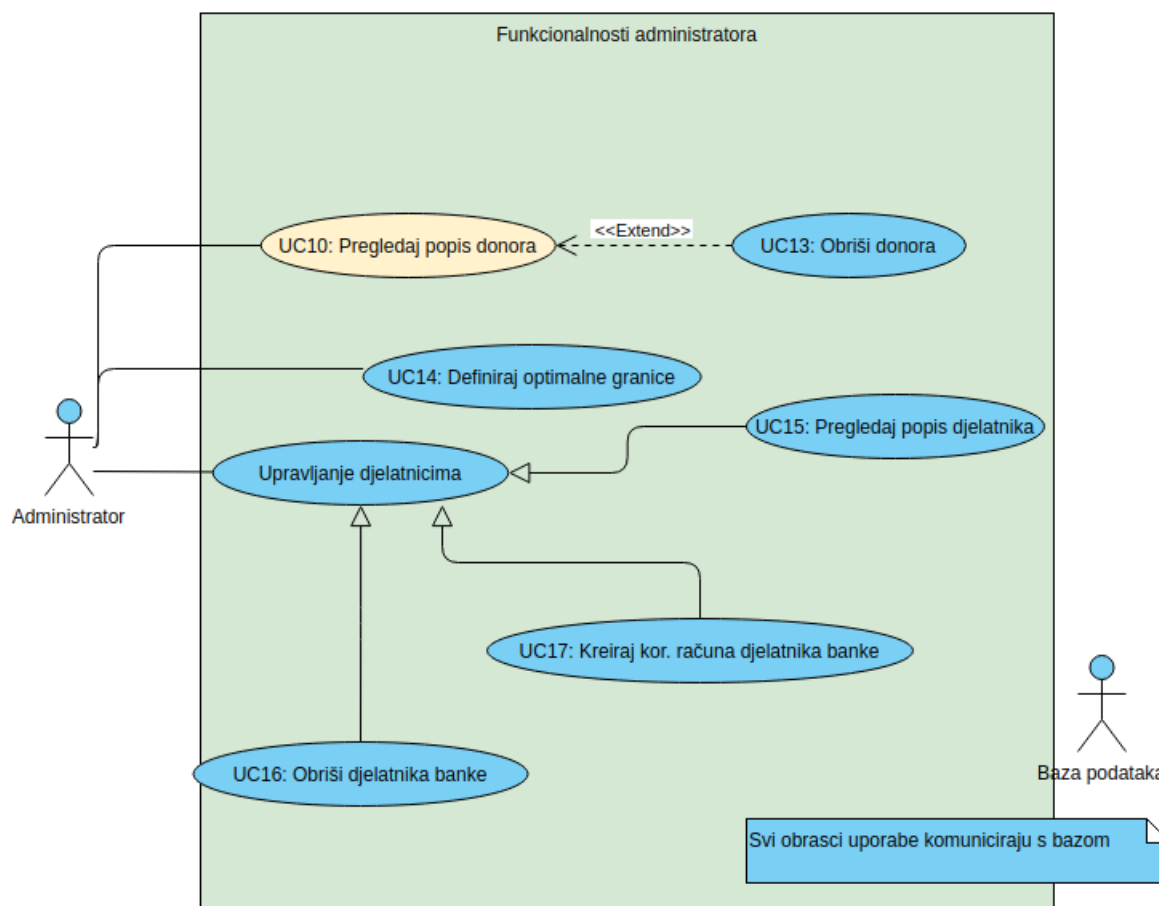 Funkcionalnosti administratora
UC10: Pregledaj popis donora
<<Extend>>
UC13: Obriši donora
UC14: Definiraj optimalne granice
UC15: Pregledaj popis djelatnika
Upravljanje djelatnicima
Administrator
UC17: Kreiraj kor. računa djelatnika banke
UC16: Obriši djelatnika banke
Baza podataka
Svi obrasci uporabe komuniciraju s bazom